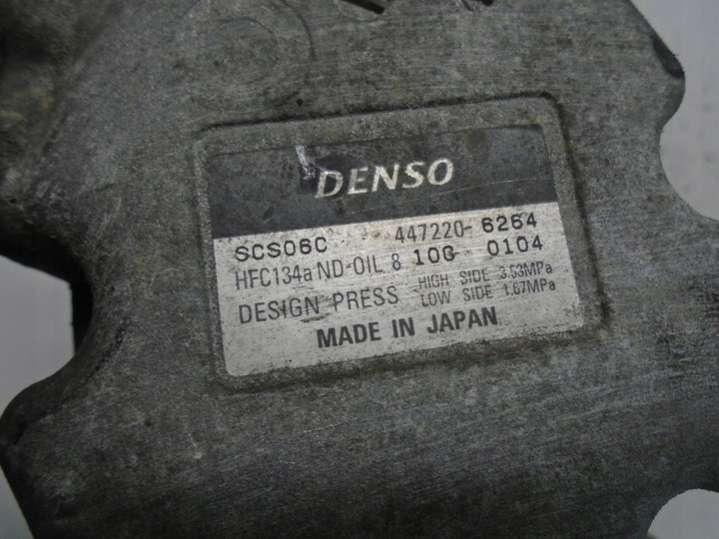 DENSO
SCS06C 447220-6264
HFC134a ND-OIL 8 10G 0104
DESIGN PRESS HIGH SIDE 3.53MPa
LOW SIDE 1.67MPa
MADE IN JAPAN